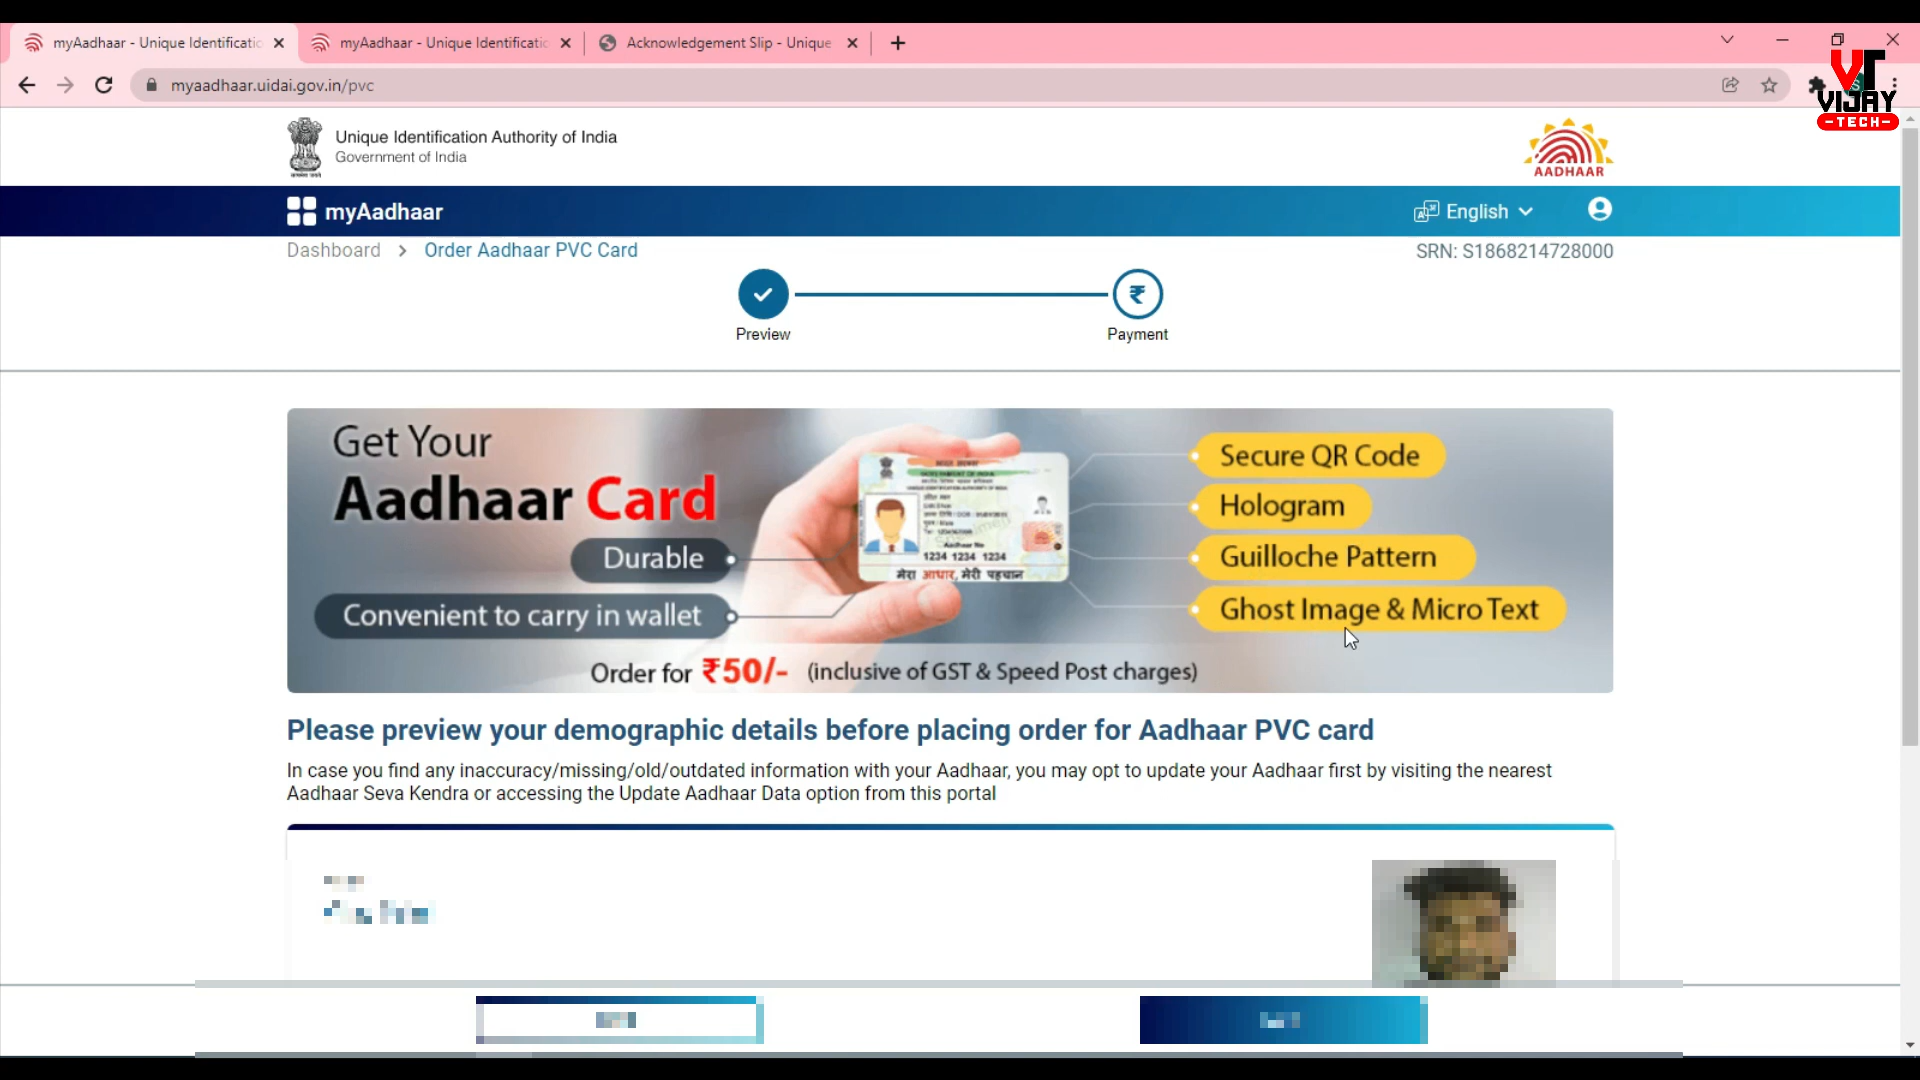 myAadhaar - Unique Identificatic
myAadhaar - Unique Identificatic
Acknowledgement Slip - Unique
myaadhaar.uidai.gov.in/pvc
VT
VIJAY
-TECH-
Unique Identification Authority of India
Government of India
AADHAAR
myAadhaar
English
Dashboard > Order Aadhaar PVC Card
SRN: S1868214728000
₹
Preview
Payment
Get Your
Aadhaar Card
Durable
Convenient to carry in wallet
Aadhaar No
1234 1234 1234
मेरा आधार, मेरी पहचान
Secure QR Code
Hologram
Guilloche Pattern
Ghost Image & Micro Text
Order for ₹50/- (inclusive of GST & Speed Post charges)
Please preview your demographic details before placing order for Aadhaar PVC card
In case you find any inaccuracy/missing/old/outdated information with your Aadhaar, you may opt to update your Aadhaar first by visiting the nearest
Aadhaar Seva Kendra or accessing the Update Aadhaar Data option from this portal